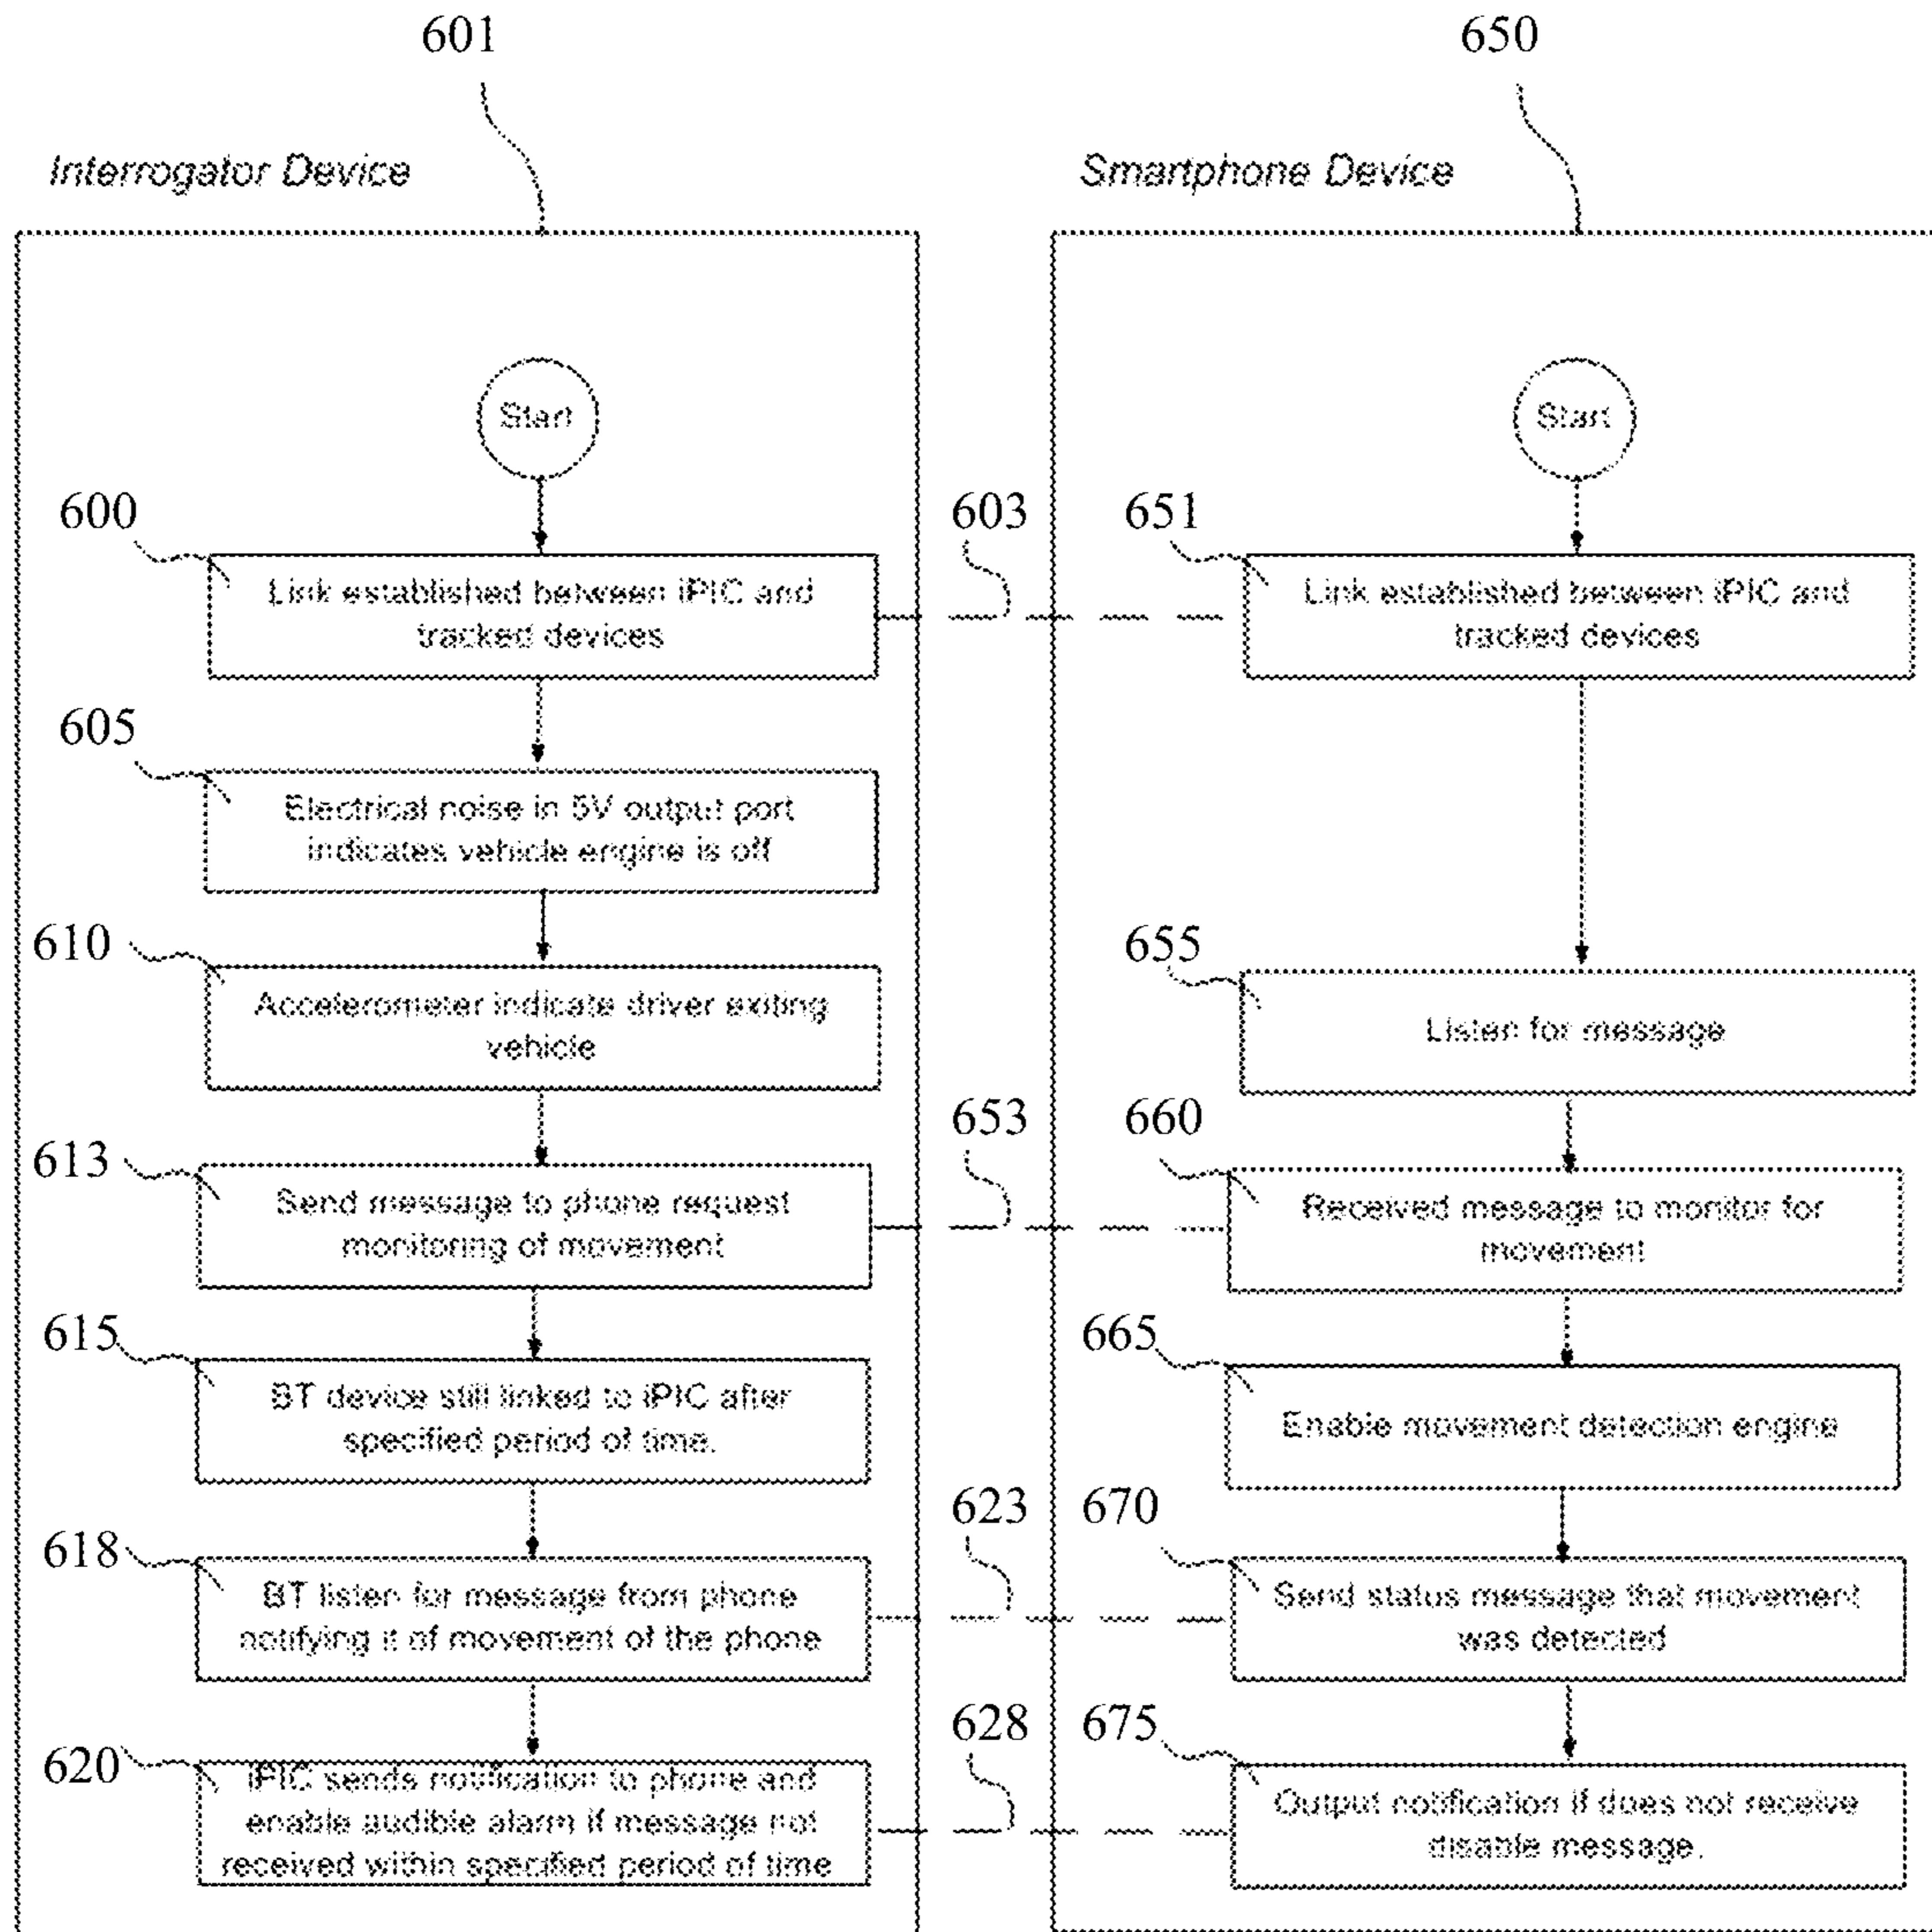 601
650
Interrogator Device
Smartphone Device
Start
Start
600
603
651
Link established between iPIC and
tracked devices
Link established between iPIC and
tracked devices
605
Electrical noise in 5V output port
indicates vehicle engine is off
610
655
Accelerometer indicate driver exiting
vehicle
Listen for message
653
660
613
Send message to phone request
monitoring of movement
Received message to monitor for
movement
615
665
BT device still linked to iPIC after
specified period of time.
Enable movement detection engine
623
670
618
BT listen for message from phone
notifying it of movement of the phone
Send status message that movement
was detected
628
675
620
iPIC sends notification to phone and
enable audible alarm if message not
received within specified period of time
Output notification if does not receive
disable message.